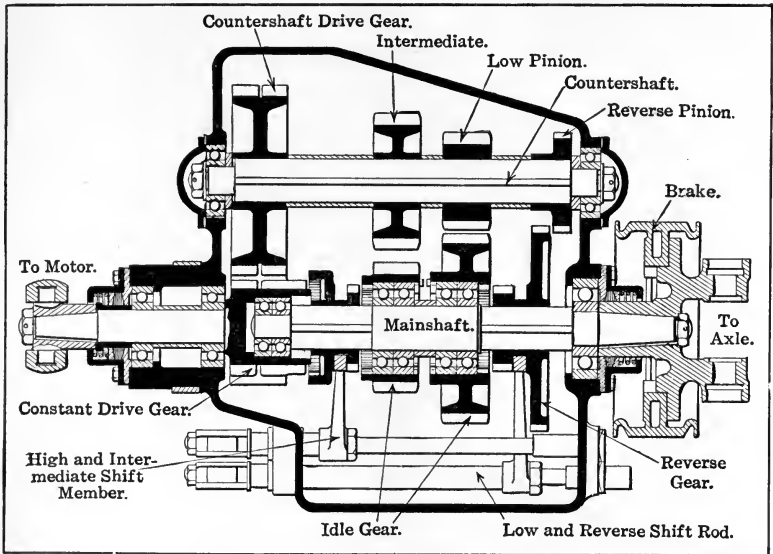 Countershaft Drive Gear.
Intermediate.
Low Pinion.
Countershaft.
Reverse Pinion.
Brake.
To Motor.
Mainshaft.
To
Axle.
Constant Drive Gear.
High and Inter-
mediate Shift
Member.
Idle Gear.
Reverse
Gear.
Low and Reverse Shift Rod.